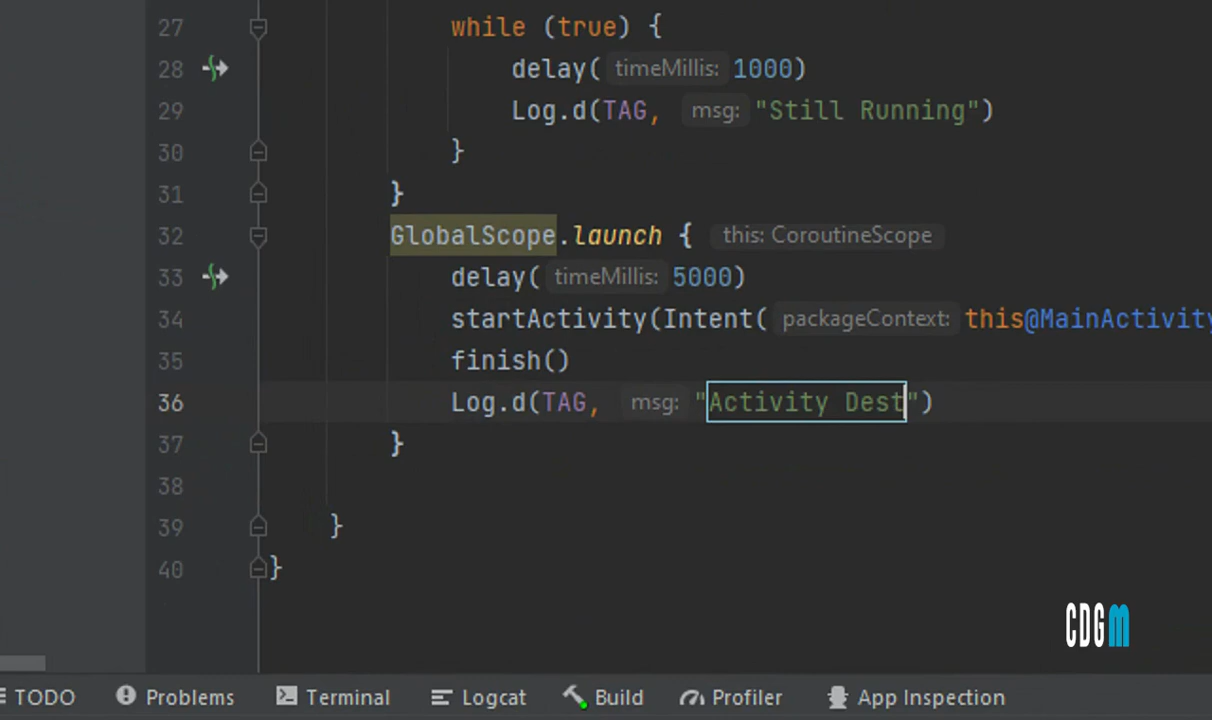 27 while (true) {
28 delay( timeMillis: 1000)
29 Log.d(TAG, msg: "Still Running")
30 }
31 }
32 GlobalScope.launch { this: CoroutineScope
33 delay( timeMillis: 5000)
34 startActivity(Intent( packageContext: this@MainActivity
35 finish()
36 Log.d(TAG, msg: "Activity Dest")
37 }
38
39 }
40 }
CDGM
TODO Problems Terminal Logcat Build Profiler App Inspection